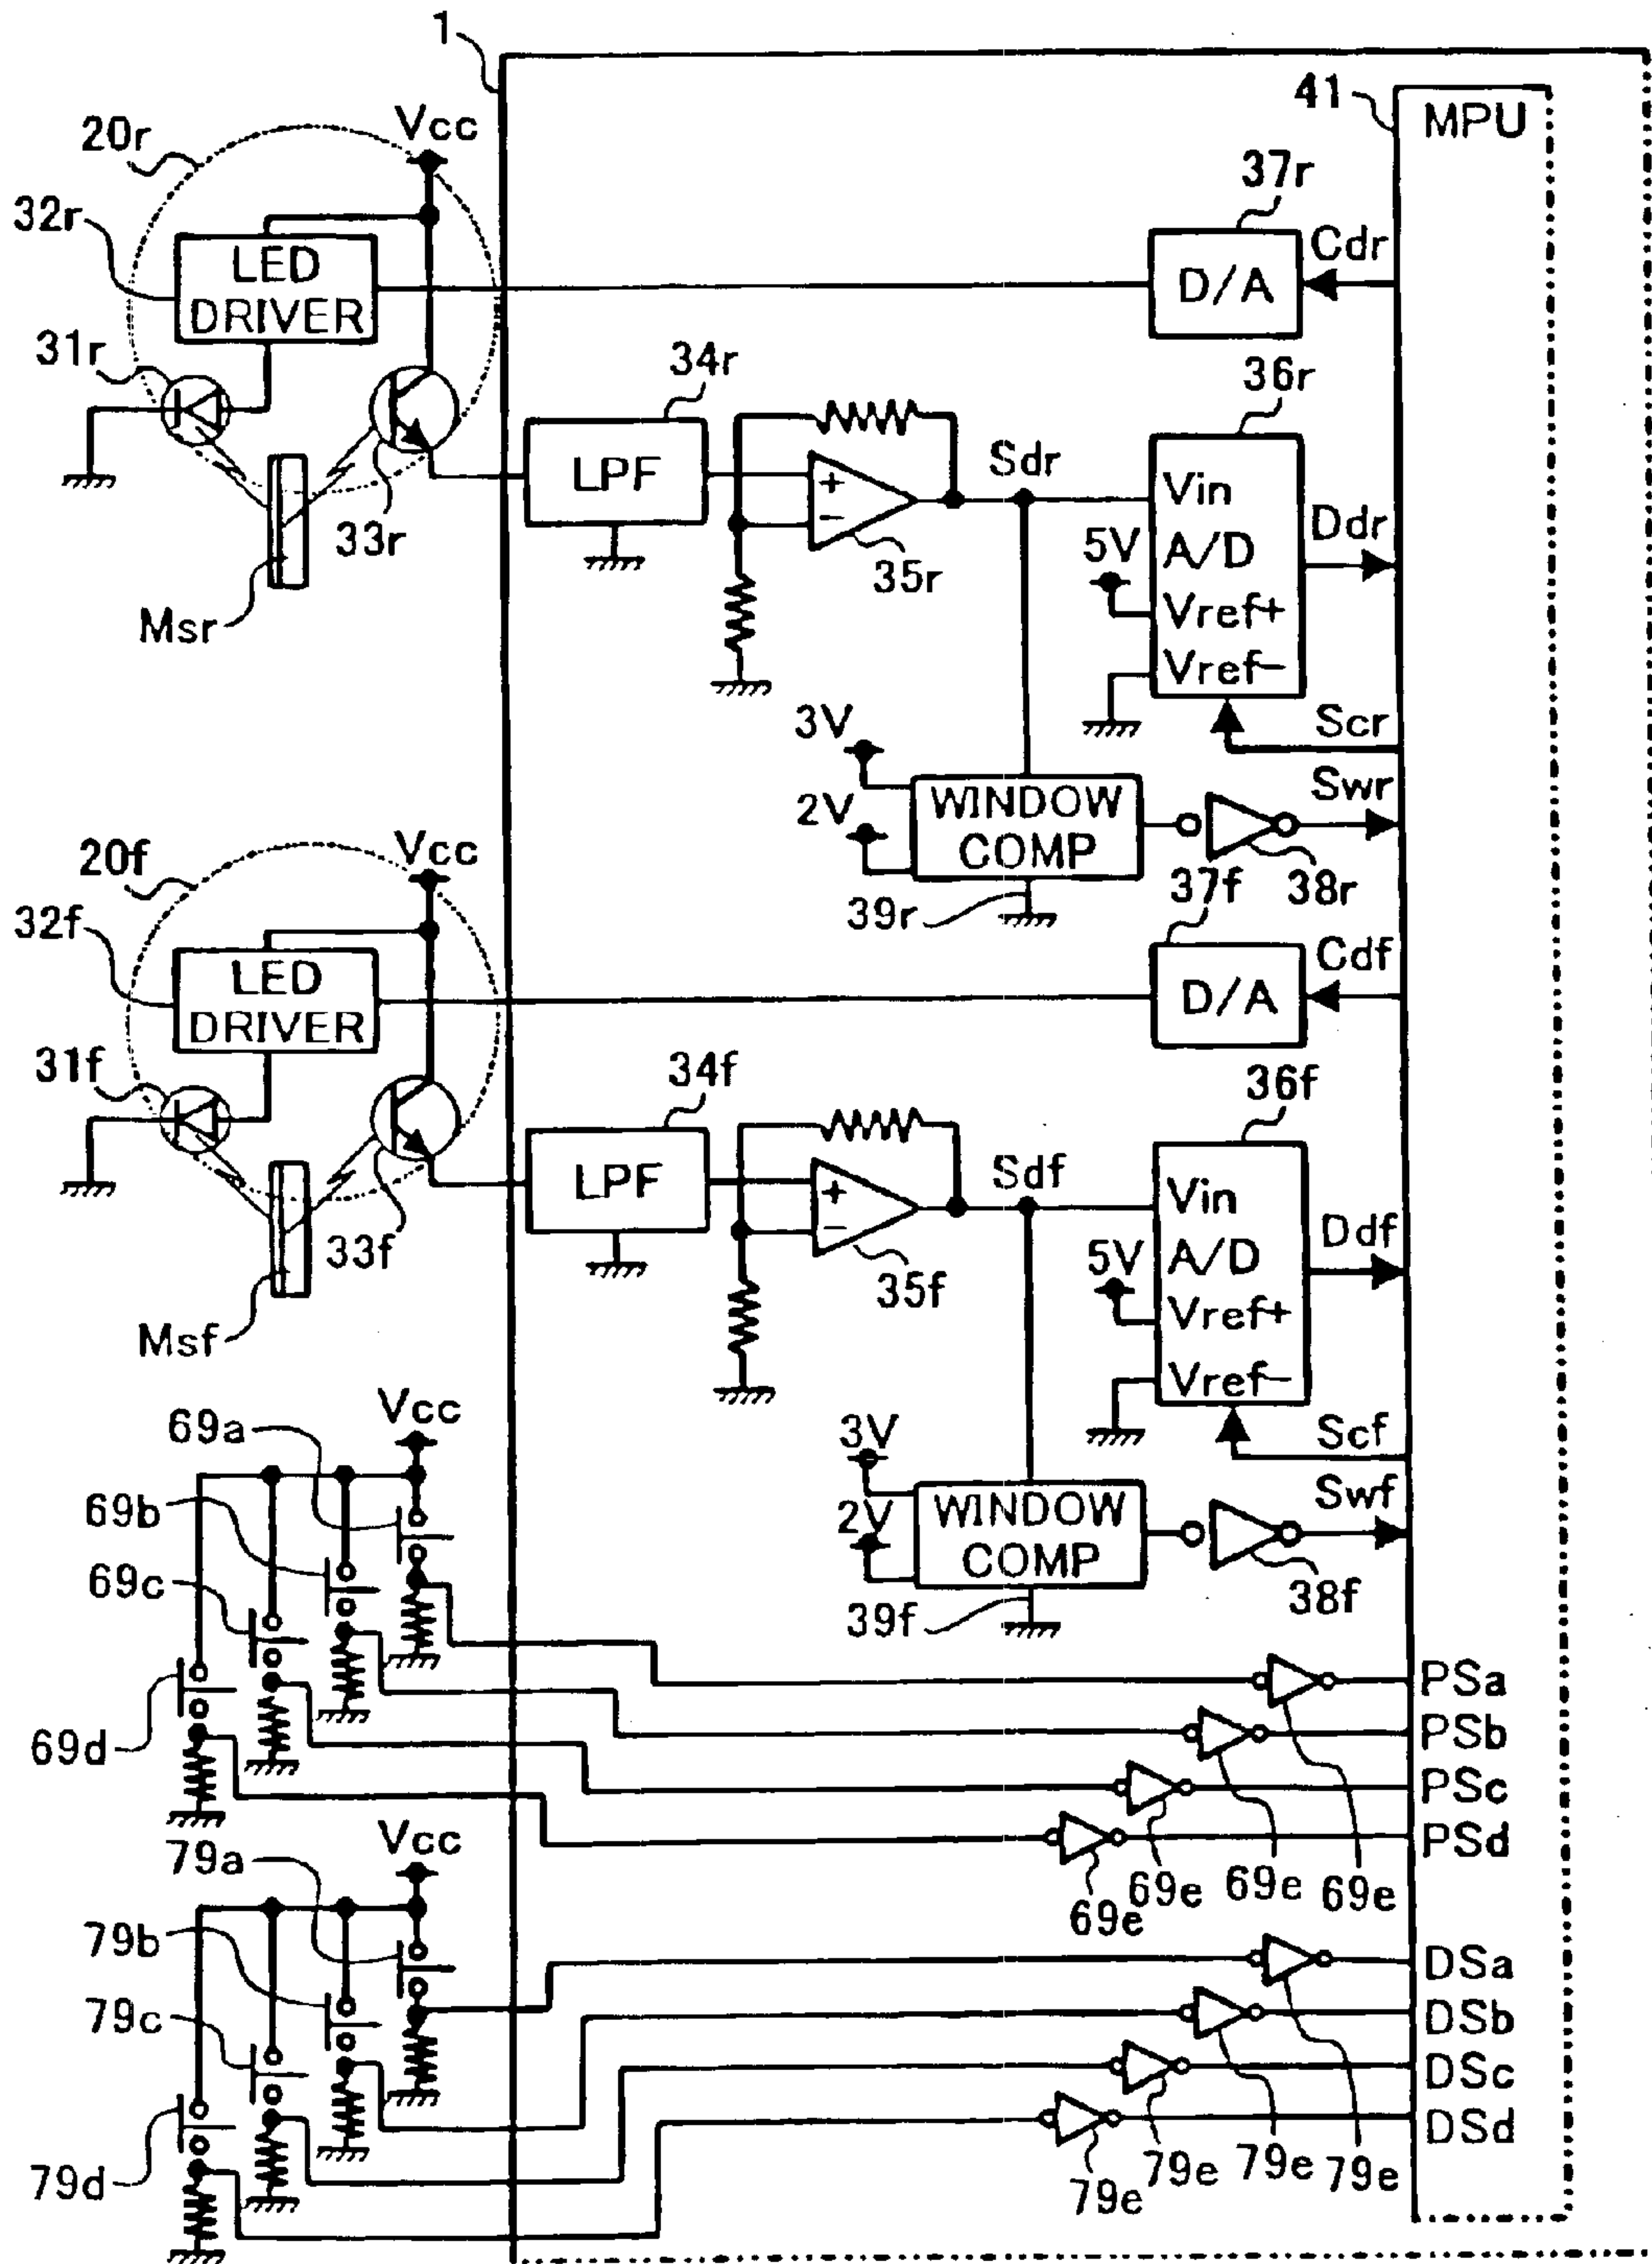 1
41
MPU
20r
Vcc
37r
32r
LED
DRIVER
D/A
Cdr
31r
34r
36r
LPF
+
−
Sdr
Vin
33r
35r
5V
A/D
Ddr
Msr
Vref+
Vref−
3V
Scr
2V
WINDOW
COMP
Swr
20f
Vcc
39r
37f
38r
32f
LED
DRIVER
D/A
Cdf
31f
34f
36f
LPF
+
−
Sdf
Vin
33f
35f
5V
A/D
Ddf
Msf
Vref+
Vref−
69a
Vcc
3V
Scf
69b
2V
WINDOW
COMP
Swf
69c
39f
38f
69d
PSa
PSb
PSc
PSd
69e
69e
69e
69e
79a
Vcc
79b
79c
79d
DSa
DSb
DSc
DSd
79e
79e
79e
79e